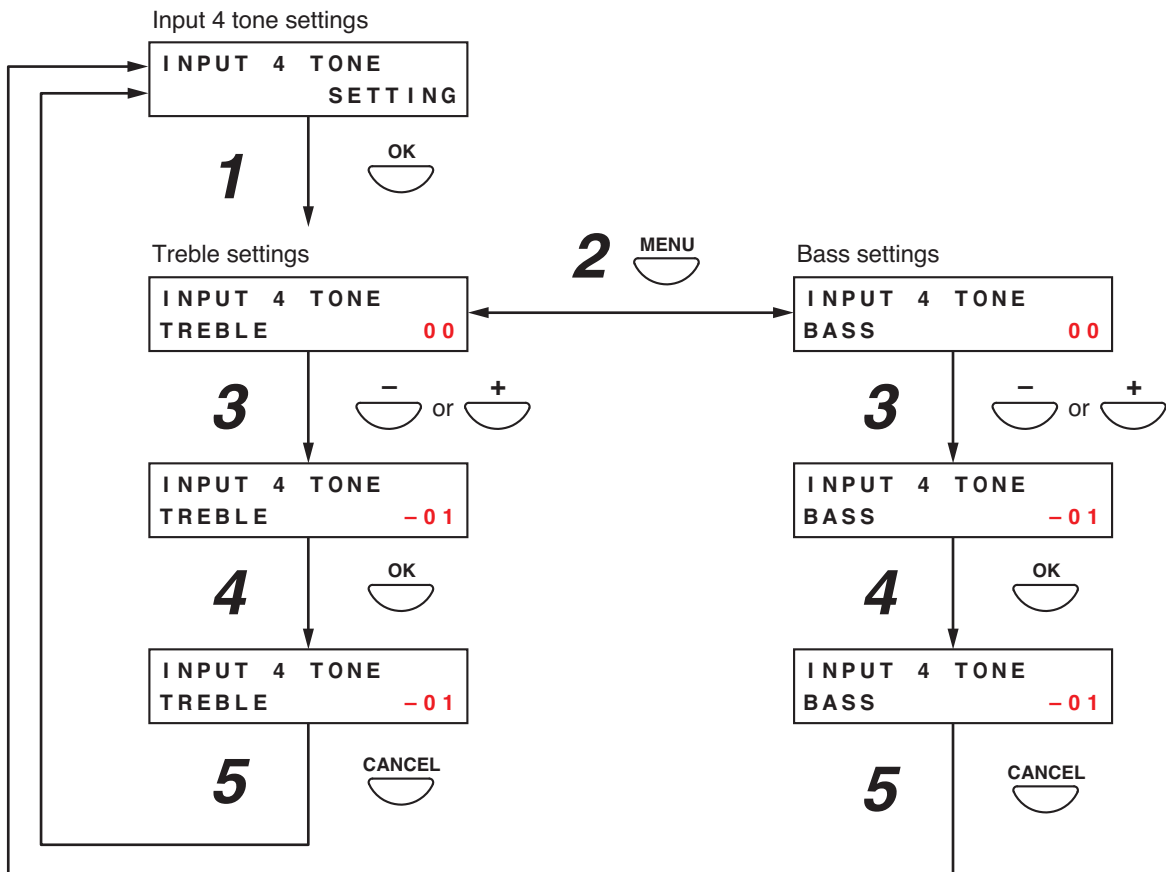 Input 4 tone settings
INPUT 4 TONE
SETTING
1
OK
Treble settings
2
MENU
Bass settings
INPUT 4 TONE
TREBLE 00
INPUT 4 TONE
BASS 00
3
– or +
3
– or +
INPUT 4 TONE
TREBLE –01
INPUT 4 TONE
BASS –01
4
OK
4
OK
INPUT 4 TONE
TREBLE –01
INPUT 4 TONE
BASS –01
5
CANCEL
5
CANCEL